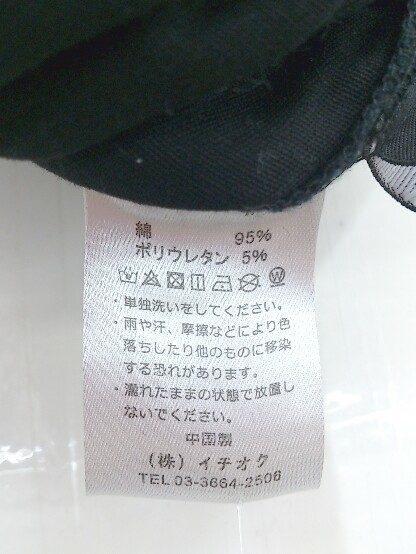 綿 95%
ポリウレタン 5%
・単独洗いをしてください。
・雨や汗、摩擦などにより色
落ちしたり他のものに移染
する恐れがあります。
・濡れたままの状態で放置し
ないでください。
中国製
(株)イチオク
TEL 03-3664-2506